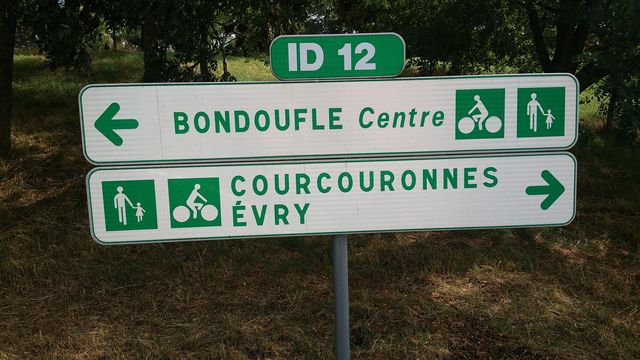 ID 12
BONDOUFLE Centre
COURCOURONNES
ÉVRY